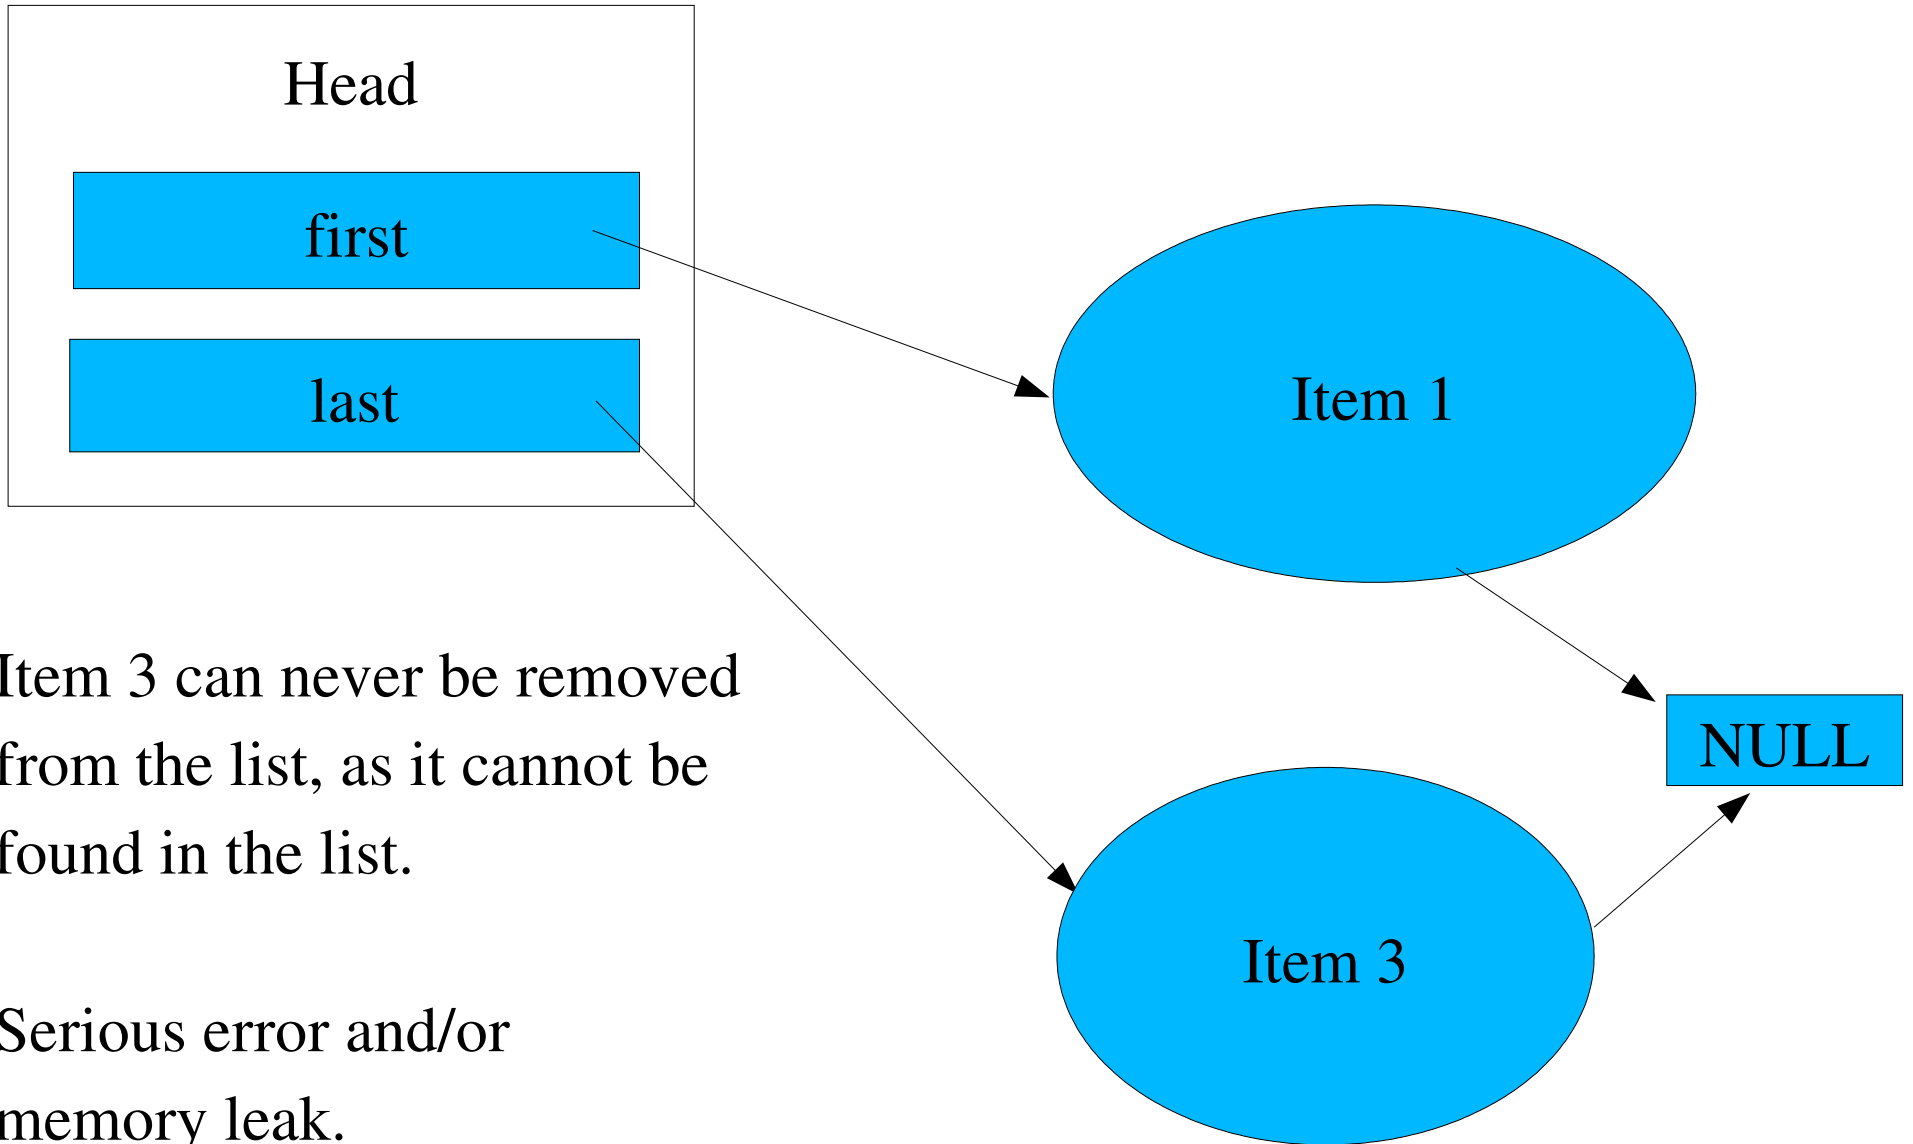 Head
first
last
Item 1
Item 3 can never be removed
from the list, as it cannot be
found in the list.
NULL
Item 3
Serious error and/or
memory leak.